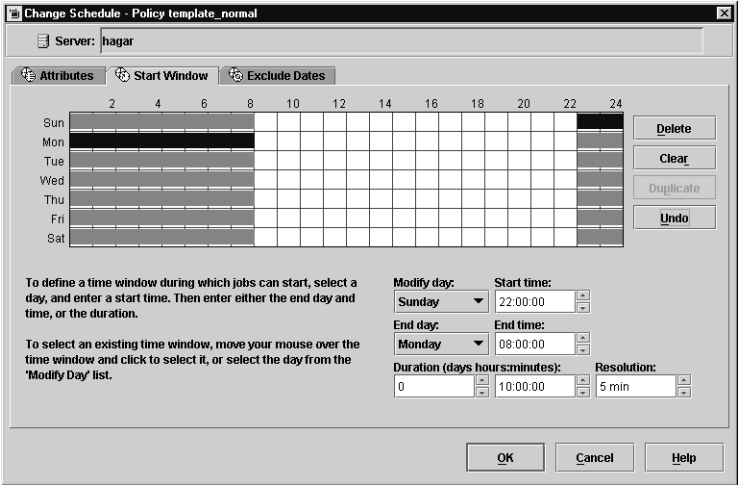 Change Schedule - Policy template_normal
Server: hagar
Attributes Start Window Exclude Dates
2 4 6 8 10 12 14 16 18 20 22 24
Sun
Mon
Tue
Wed
Thu
Fri
Sat
Delete
Clear
Duplicate
Undo
To define a time window during which jobs can start, select a
day, and enter a start time. Then enter either the end day and
time, or the duration.
To select an existing time window, move your mouse over the
time window and click to select it, or select the day from the
'Modify Day' list.
Modify day: Start time:
Sunday 22:00:00
End day: End time:
Monday 08:00:00
Duration (days hours:minutes): Resolution:
0 10:00:00 5 min
OK Cancel Help